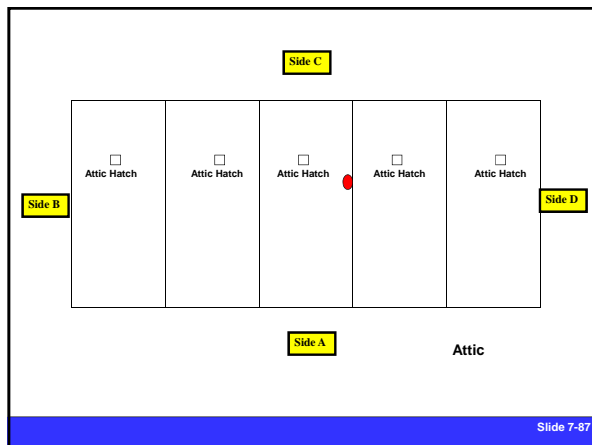 Side C
Attic Hatch
Attic Hatch
Attic Hatch
Attic Hatch
Attic Hatch
Side B
Side D
Side A
Attic
Slide 7-87